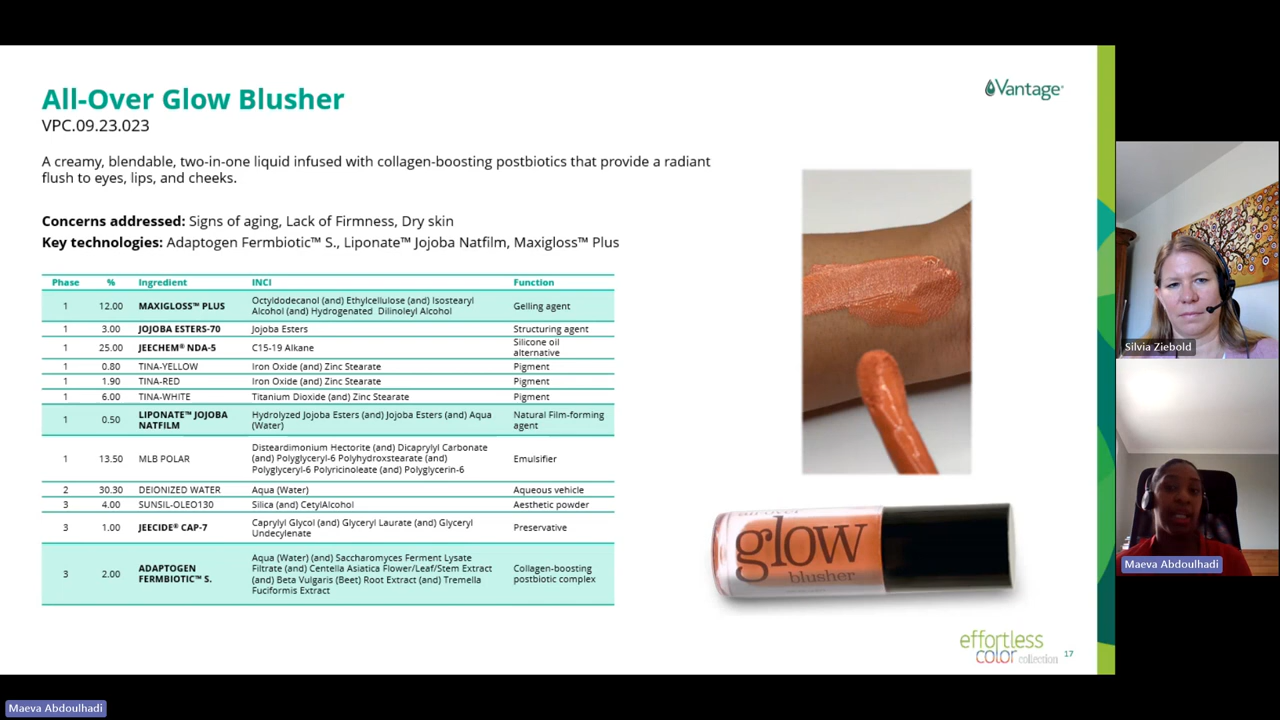 All-Over Glow Blusher
Vantage
VPC.09.23.023
A creamy, blendable, two-in-one liquid infused with collagen-boosting postbiotics that provide a radiant
flush to eyes, lips, and cheeks.
Concerns addressed: Signs of aging, Lack of Firmness, Dry skin
Key technologies: Adaptogen Fermbiotic™ S., Liponate™ Jojoba Natfilm, Maxigloss™ Plus
Phase % Ingredient INCI Function
1 12.00 MAXIGLOSS™ PLUS Octyldodecanol (and) Ethylcellulose (and) Isostearyl
Alcohol (and) Hydrogenated Dilinoleyl Alcohol Gelling agent
1 3.00 JOJOBA ESTERS-70 Jojoba Esters Structuring agent
1 25.00 JEECHEM® NDA-5 C15-19 Alkane Silicone oil
alternative
1 0.80 TINA-YELLOW Iron Oxide (and) Zinc Stearate Pigment
1 1.90 TINA-RED Iron Oxide (and) Zinc Stearate Pigment
1 6.00 TINA-WHITE Titanium Dioxide (and) Zinc Stearate Pigment
1 0.50 LIPONATE™ JOJOBA
NATFILM Hydrolyzed Jojoba Esters (and) Jojoba Esters (and) Aqua
(Water) Natural Film-forming
agent
1 13.50 MLB POLAR Disteardimonium Hectorite (and) Dicaprylyl Carbonate
(and) Polyglyceryl-6 Polyhydroxstearate (and)
Polyglyceryl-6 Polyricinoleate (and) Polyglycerin-6 Emulsifier
2 30.30 DEIONIZED WATER Aqua (Water) Aqueous vehicle
3 4.00 SUNSIL-OLEO130 Silica (and) CetylAlcohol Aesthetic powder
3 1.00 JEECIDE® CAP-7 Caprylyl Glycol (and) Glyceryl Laurate (and) Glyceryl
Undecylenate Preservative
3 2.00 ADAPTOGEN
FERMBIOTIC™ S. Aqua (Water) (and) Saccharomyces Ferment Lysate
Filtrate (and) Centella Asiatica Flower/Leaf/Stem Extract
(and) Beta Vulgaris (Beet) Root Extract (and) Tremella
Fuciformis Extract Collagen-boosting
postbiotic complex
all-over
glow
blusher
effortless
color collection
17
Silvia Ziebold
Maeva Abdoulhadi
Maeva Abdoulhadi